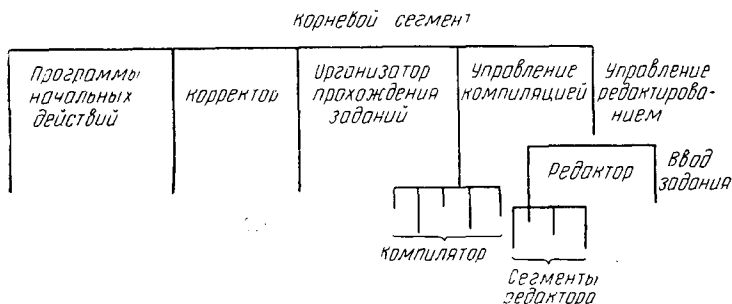 Корневой сегмент
Программы
начальных
действий
Корректор
Организатор
прохождения
заданий
Управление
компиляцией
Управление
редактирова-
нием
Редактор
Ввод
задания
Компилятор
Сегменты
редактора